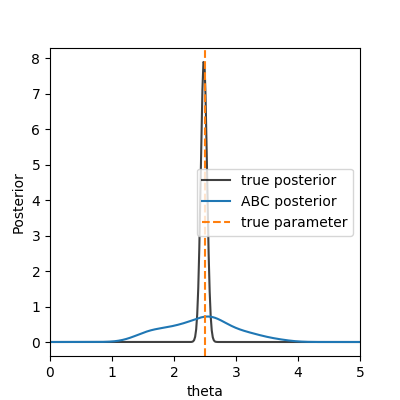 8
7
6
5
4
3
2
1
0
Posterior
true posterior
ABC posterior
true parameter
0 1 2 3 4 5
theta